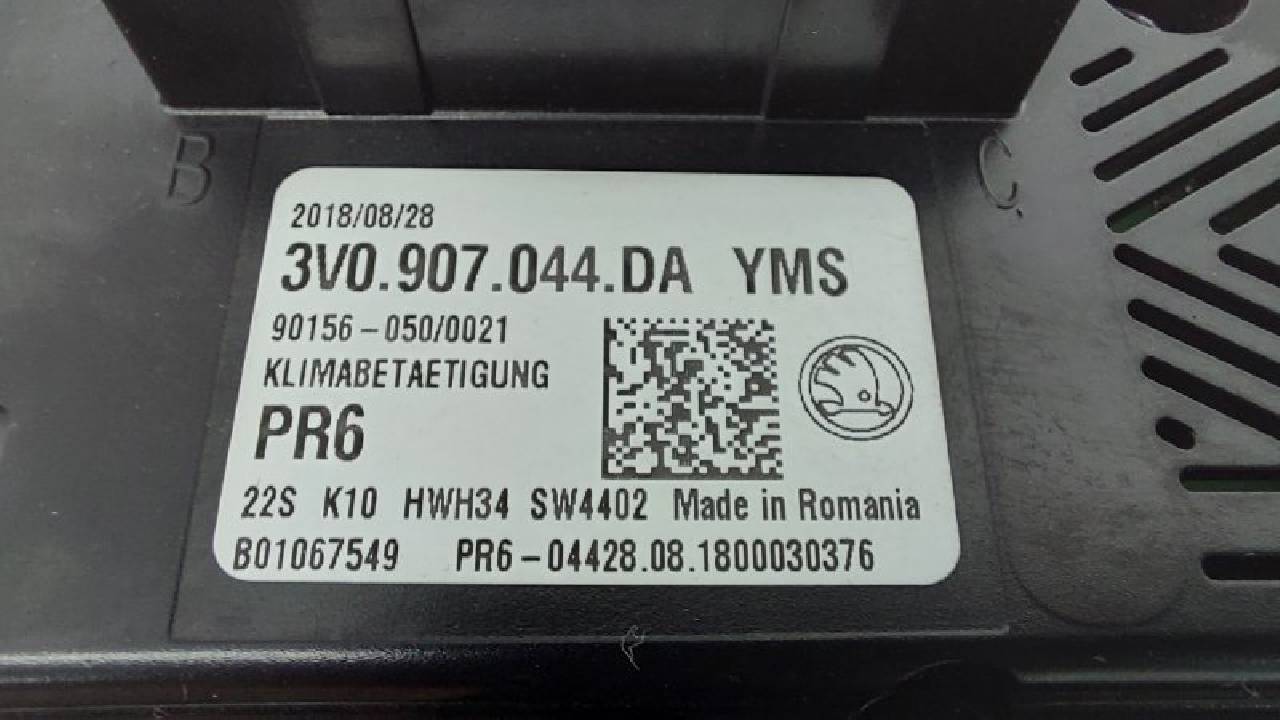 B
C
2018/08/28
3V0.907.044.DA YMS
90156-050/0021
KLIMABETAETIGUNG
PR6
22S K10 HWH34 SW4402 Made in Romania
B01067549 PR6-04428.08.1800030376